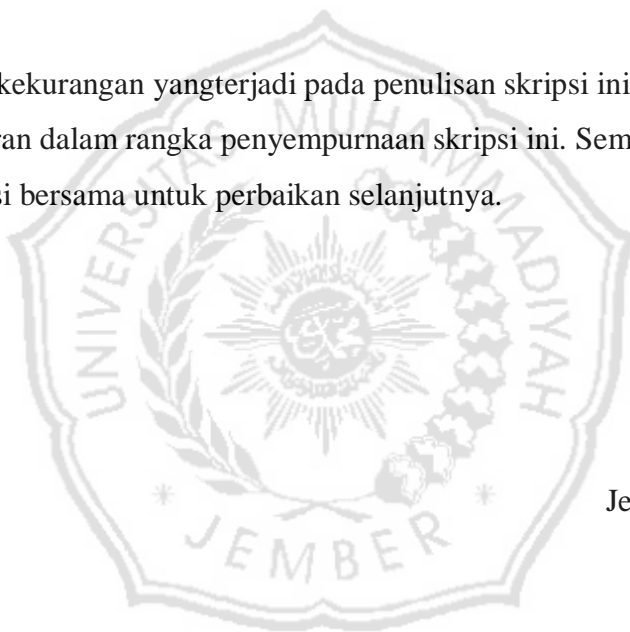 kekurangan yangterjadi pada penulisan skripsi ini
ran dalam rangka penyempurnaan skripsi ini. Sem
si bersama untuk perbaikan selanjutnya.
UNIVERSITAS MUHAMMADIYAH
Je
JEMBER